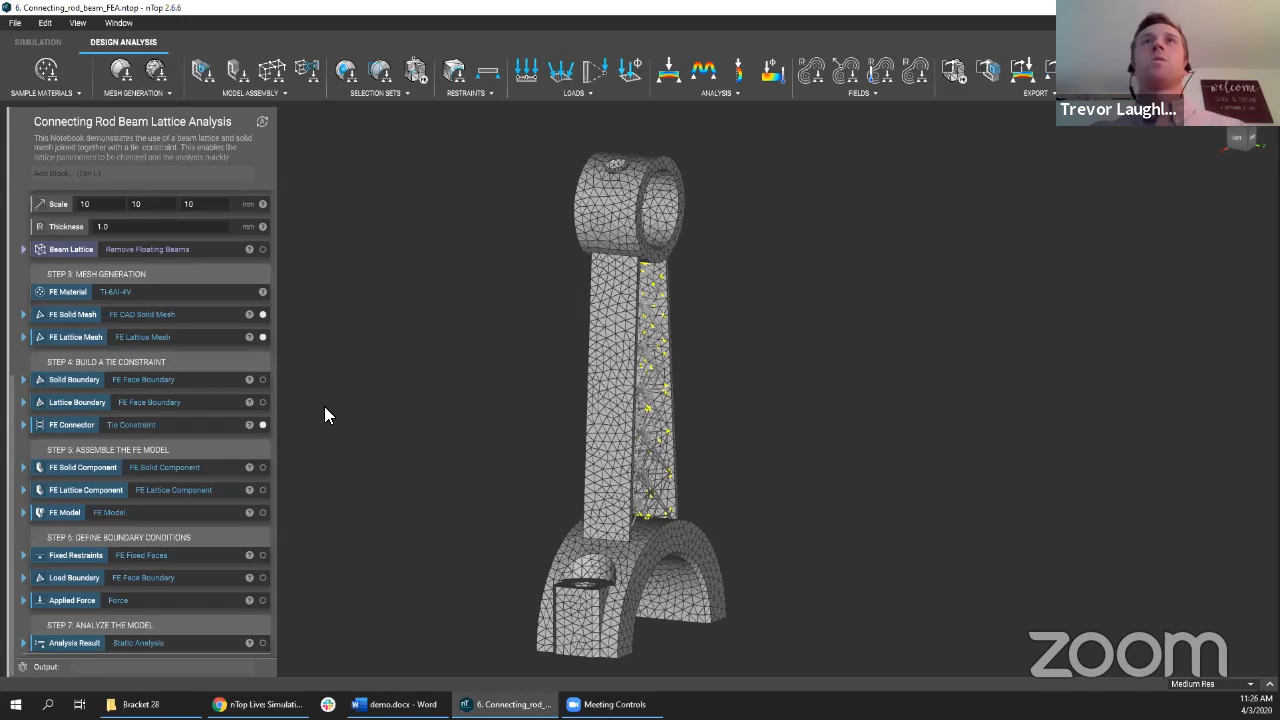 6. Connecting_rod_beam_FEA.ntop - nTop 2.6.6
File Edit View Window
SIMULATION DESIGN ANALYSIS
SAMPLE MATERIALS MESH GENERATION MODEL ASSEMBLY SELECTION SETS RESTRAINTS LOADS ANALYSIS FIELDS EXPORT
Trevor Laughl...
welcome
Connecting Rod Beam Lattice Analysis
This Notebook demonstrates the use of a beam lattice and solid
mesh joined together with a tie constraint. This enables the
lattice parameters to be changed and the analysis quickly
Add Block... (Ctrl-L)
Scale 10 10 10 mm
Thickness 1.0 mm
Beam Lattice Remove Floating Beams
STEP 3: MESH GENERATION
FE Material Ti-6Al-4V
FE Solid Mesh FE CAD Solid Mesh
FE Lattice Mesh FE Lattice Mesh
STEP 4: BUILD A TIE CONSTRAINT
Solid Boundary FE Face Boundary
Lattice Boundary FE Face Boundary
FE Connector Tie Constraint
STEP 5: ASSEMBLE THE FE MODEL
FE Solid Component FE Solid Component
FE Lattice Component FE Lattice Component
FE Model FE Model
STEP 6: DEFINE BOUNDARY CONDITIONS
Fixed Restraints FE Fixed Faces
Load Boundary FE Face Boundary
Applied Force Force
STEP 7: ANALYZE THE MODEL
Analysis Result Static Analysis
Output:
zoom
Medium Res
Bracket 28
nTop Live: Simulati...
demo.docx - Word
6. Connecting_rod_...
Meeting Controls
11:26 AM
4/3/2020